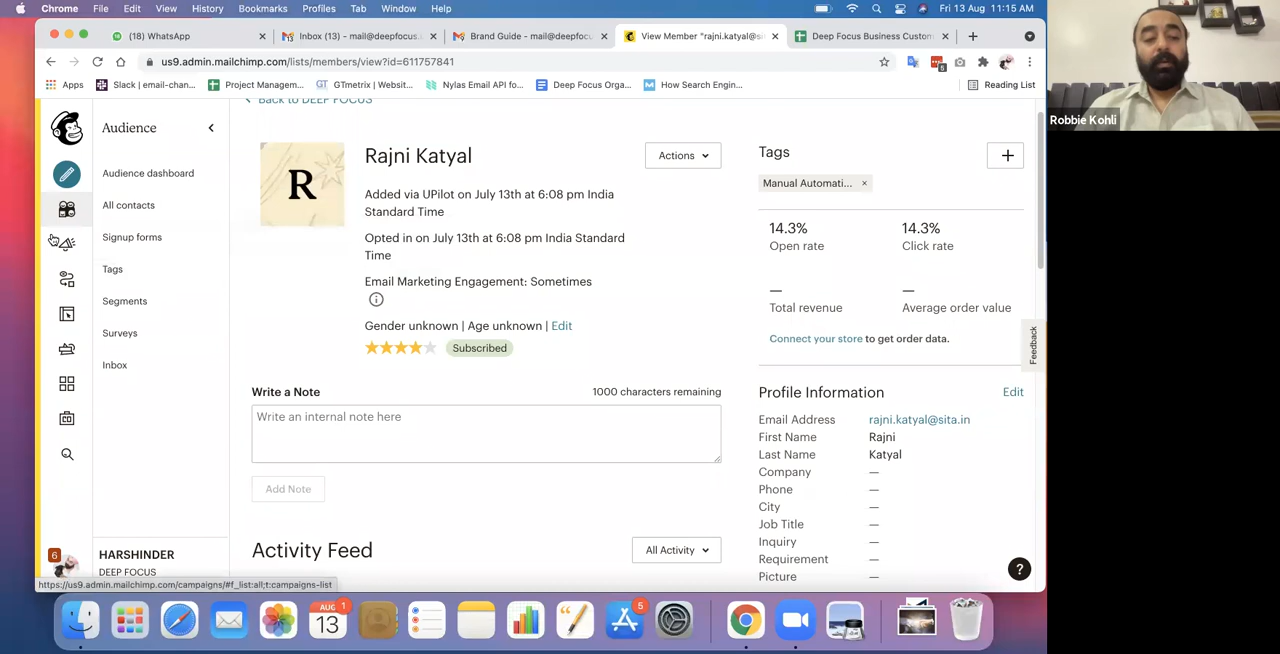 Chrome File Edit View History Bookmarks Profiles Tab Window Help Fri 13 Aug 11:15 AM
(18) WhatsApp
Inbox (13) - mail@deepfocus.
Brand Guide - mail@deepfocu
View Member "rajni.katyal@si
Deep Focus Business Custom
us9.admin.mailchimp.com/lists/members/view?id=611757841
5
Apps
Slack | email-chan...
Project Managem...
GTmetrix | Websit...
Nylas Email API fo...
Deep Focus Orga...
How Search Engin...
Reading List
Back to DEEP FOCUS
Audience
Audience dashboard
All contacts
Signup forms
Tags
Segments
Surveys
Inbox
6
HARSHINDER
DEEP FOCUS
R
Rajni Katyal
Actions
Added via UPilot on July 13th at 6:08 pm India
Standard Time
Opted in on July 13th at 6:08 pm India Standard
Time
Email Marketing Engagement: Sometimes
Gender unknown | Age unknown | Edit
Subscribed
Write a Note
1000 characters remaining
Write an internal note here
Add Note
Activity Feed
All Activity
Tags
Manual Automati... ×
14.3%
Open rate
14.3%
Click rate
—
Total revenue
—
Average order value
Connect your store to get order data.
Profile Information
Edit
Email Address rajni.katyal@sita.in
First Name Rajni
Last Name Katyal
Company —
Phone —
City —
Job Title —
Inquiry —
Requirement —
Picture —
Feedback
?
https://us9.admin.mailchimp.com/campaigns/#f_list:all;t:campaigns-list
AUG
13
1
5
Robbie Kohli